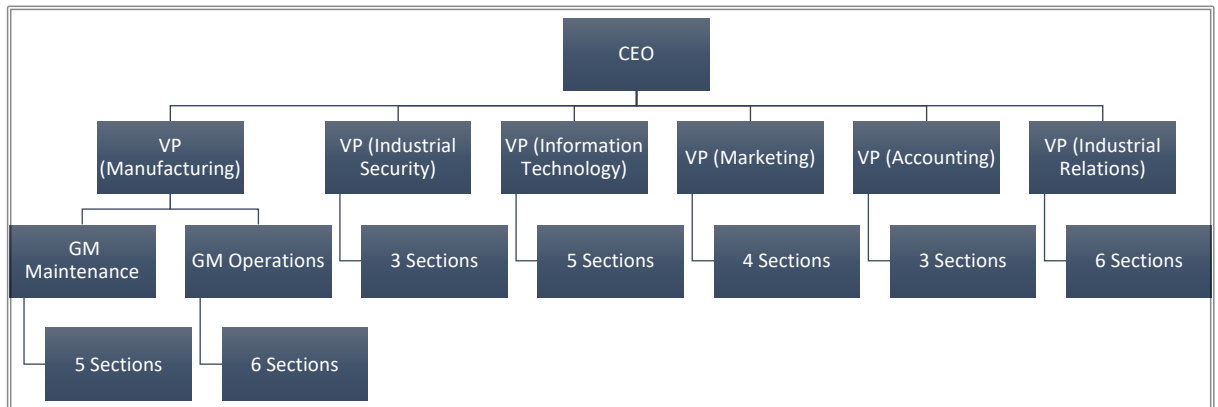 CEO
VP
(Manufacturing)
VP (Industrial
Security)
VP (Information
Technology)
VP (Marketing)
VP (Accounting)
VP (Industrial
Relations)
GM
Maintenance
GM Operations
3 Sections
5 Sections
4 Sections
3 Sections
6 Sections
5 Sections
6 Sections